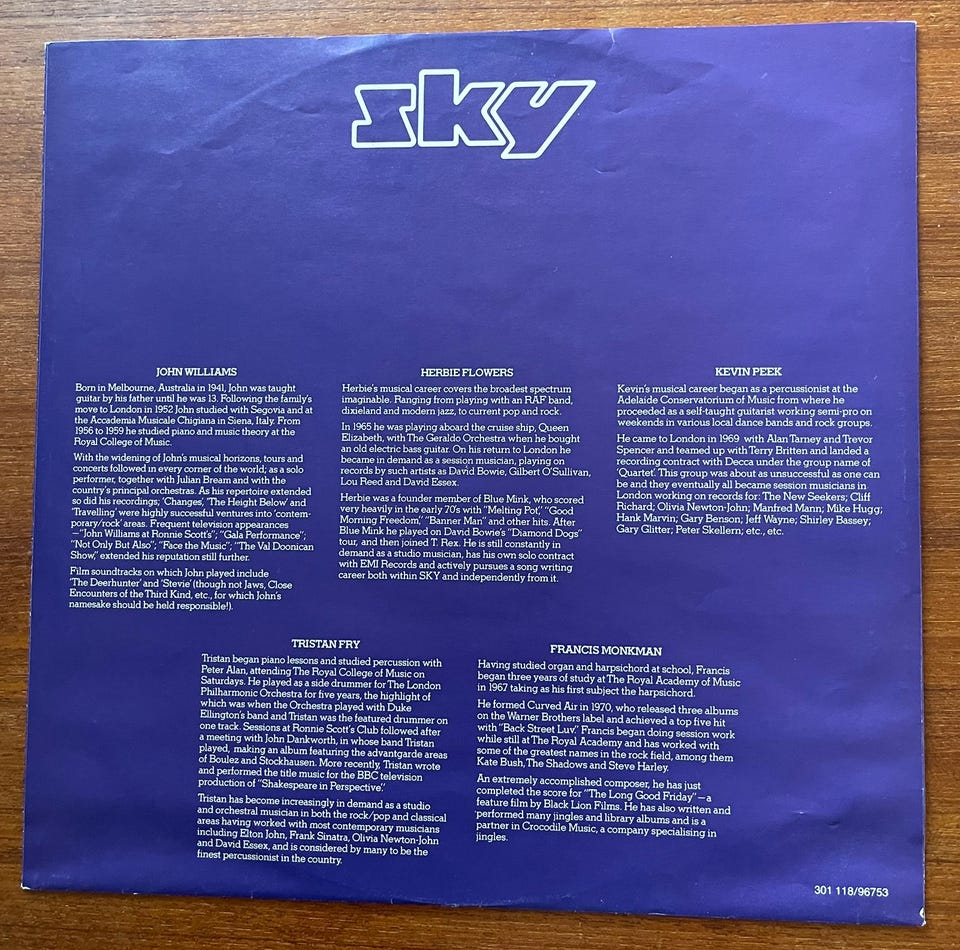 sky
JOHN WILLIAMS
Born in Melbourne, Australia in 1941, John was taught
guitar by his father until he was 13. Following the family's
move to London in 1952 John studied with Segovia and at
the Accademia Musicale Chigiana in Siena, Italy. From
1956 to 1959 he studied piano and music theory at the
Royal College of Music.
With the widening of John's musical horizons, tours and
concerts followed in every corner of the world; as a solo
performer, together with Julian Bream and with the
country's principal orchestras. As his repertoire extended
so did his recordings; 'Changes', 'The Height Below' and
'Travelling' were highly successful ventures into 'contem-
porary/rock' areas. Frequent television appearances
—"John Williams at Ronnie Scott's"; "Gala Performance";
"Not Only But Also"; "Face the Music"; "The Val Doonican
Show," extended his reputation still further.
Film soundtracks on which John played include
'The Deerhunter' and 'Stevie' (though not Jaws, Close
Encounters of the Third Kind, etc., for which John's
namesake should be held responsible!).
HERBIE FLOWERS
Herbie's musical career covers the broadest spectrum
imaginable. Ranging from playing with an RAF band,
dixieland and modern jazz, to current pop and rock.
In 1965 he was playing aboard the cruise ship, Queen
Elizabeth, with The Geraldo Orchestra when he bought
an old electric bass guitar. On his return to London he
became in demand as a session musician, playing on
records by such artists as David Bowie, Gilbert O'Sullivan,
Lou Reed and David Essex.
Herbie was a founder member of Blue Mink, who scored
very heavily in the early 70's with "Melting Pot," "Good
Morning Freedom," "Banner Man" and other hits. After
Blue Mink he played on David Bowie's "Diamond Dogs"
tour, and then joined T. Rex. He is still constantly in
demand as a studio musician, has his own solo contract
with EMI Records and actively pursues a song writing
career both within SKY and independently from it.
KEVIN PEEK
Kevin's musical career began as a percussionist at the
Adelaide Conservatorium of Music from where he
proceeded as a self-taught guitarist working semi-pro on
weekends in various local dance bands and rock groups.
He came to London in 1969 with Alan Tarney and Trevor
Spencer and teamed up with Terry Britten and landed a
recording contract with Decca under the group name of
'Quartet'. This group was about as unsuccessful as one can
be and they eventually all became session musicians in
London working on records for: The New Seekers; Cliff
Richard; Olivia Newton-John; Manfred Mann; Mike Hugg;
Hank Marvin; Gary Benson; Jeff Wayne; Shirley Bassey;
Gary Glitter; Peter Skellern; etc., etc.
TRISTAN FRY
Tristan began piano lessons and studied percussion with
Peter Alan, attending The Royal College of Music on
Saturdays. He played as a side drummer for The London
Philharmonic Orchestra for five years, the highlight of
which was when the Orchestra played with Duke
Ellington's band and Tristan was the featured drummer on
one track. Sessions at Ronnie Scott's Club followed after
a meeting with John Dankworth, in whose band Tristan
played, making an album featuring the advantgarde areas
of Boulez and Stockhausen. More recently, Tristan wrote
and performed the title music for the BBC television
production of "Shakespeare in Perspective."
Tristan has become increasingly in demand as a studio
and orchestral musician in both the rock/pop and classical
areas having worked with most contemporary musicians
including Elton John, Frank Sinatra, Olivia Newton-John
and David Essex, and is considered by many to be the
finest percussionist in the country.
FRANCIS MONKMAN
Having studied organ and harpsichord at school, Francis
began three years of study at The Royal Academy of Music
in 1967 taking as his first subject the harpsichord.
He formed Curved Air in 1970, who released three albums
on the Warner Brothers label and achieved a top five hit
with "Back Street Luv." Francis began doing session work
while still at The Royal Academy and has worked with
some of the greatest names in the rock field, among them
Kate Bush, The Shadows and Steve Harley.
An extremely accomplished composer, he has just
completed the score for "The Long Good Friday"—a
feature film by Black Lion Films. He has also written and
performed many jingles and library albums and is a
partner in Crocodile Music, a company specialising in
jingles.
301 118/96753